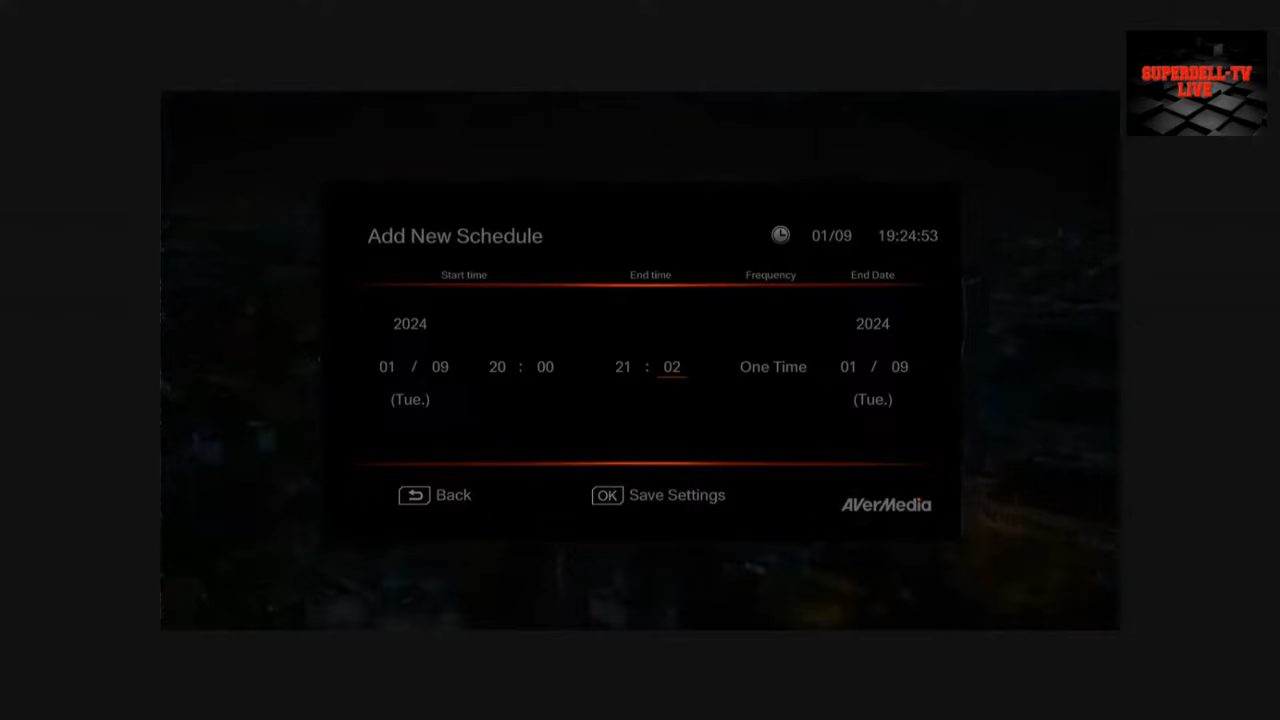 SUPERDELL-TV
LIVE
Add New Schedule 01/09 19:24:53
Start time End time Frequency End Date
2024 2024
01 / 09 20 : 00 21 : 02 One Time 01 / 09
(Tue.) (Tue.)
Back OK Save Settings
AVerMedia